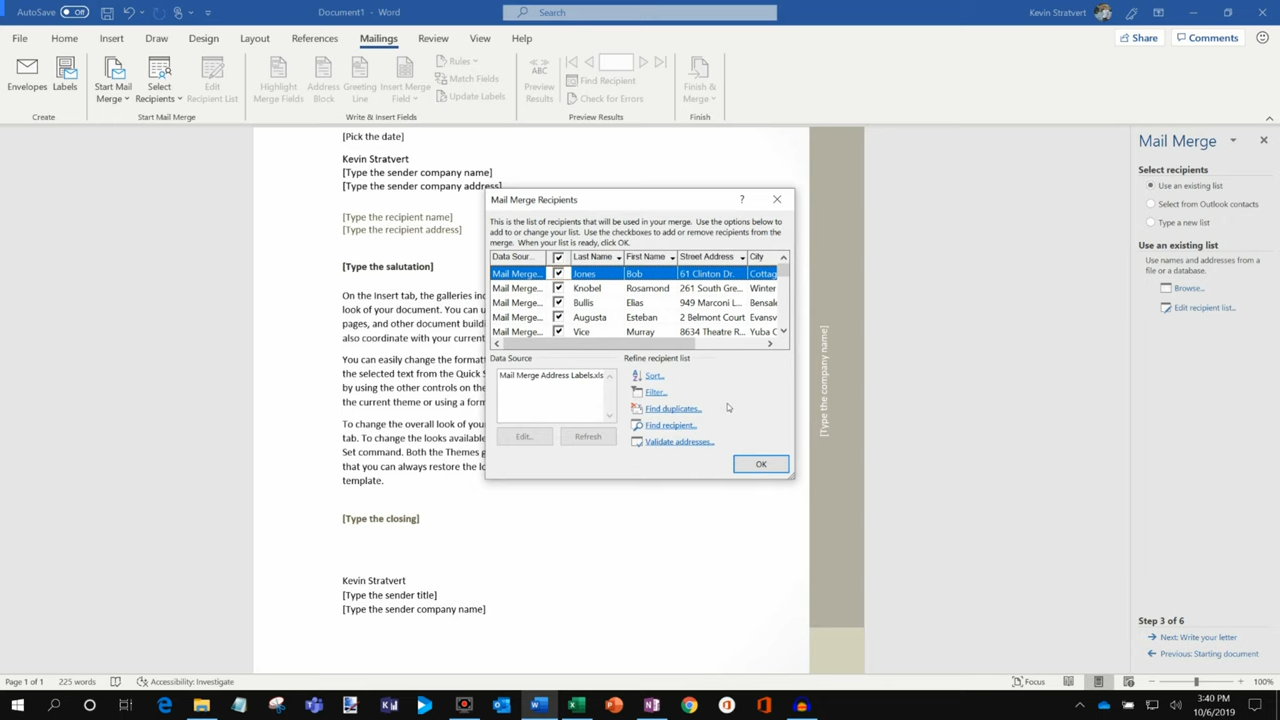 AutoSave Off
Document1 - Word
Search
Kevin Stratvert
File Home Insert Draw Design Layout References Mailings Review View Help
Share Comments
Envelopes Labels
Start Mail Merge
Select Recipients
Edit Recipient List
Highlight Merge Fields
Address Block
Greeting Line
Insert Merge Field
Rules
Match Fields
Update Labels
ABC
Preview Results
Find Recipient
Check for Errors
Finish & Merge
Create
Start Mail Merge
Write & Insert Fields
Preview Results
Finish
[Pick the date]
Kevin Stratvert
[Type the sender company name]
[Type the sender company address]
[Type the recipient name]
[Type the recipient address]
[Type the salutation]
On the Insert tab, the galleries inc
look of your document. You can u
pages, and other document buildin
also coordinate with your current
You can easily change the formatt
the selected text from the Quick S
by using the other controls on the
the current theme or using a form
To change the overall look of your
tab. To change the looks available
Set command. Both the Themes g
that you can always restore the lo
template.
[Type the closing]
Kevin Stratvert
[Type the sender title]
[Type the sender company name]
[Type the company name]
Mail Merge Recipients
?
This is the list of recipients that will be used in your merge. Use the options below to
add to or change your list. Use the checkboxes to add or remove recipients from the
merge. When your list is ready, click OK.
Data Sour... Last Name First Name Street Address City
Mail Merge... Jones Bob 61 Clinton Dr. Cottag
Mail Merge... Knobel Rosamond 261 South Gre... Winter
Mail Merge... Bullis Elias 949 Marconi L... Bensale
Mail Merge... Augusta Esteban 2 Belmont Court Evansv
Mail Merge... Vice Murray 8634 Theatre R... Yuba C
Data Source
Mail Merge Address Labels.xls
Edit... Refresh
Refine recipient list
Sort...
Filter...
Find duplicates...
Find recipient...
Validate addresses...
OK
Mail Merge
Select recipients
Use an existing list
Select from Outlook contacts
Type a new list
Use an existing list
Use names and addresses from a
file or a database.
Browse...
Edit recipient list...
Step 3 of 6
Next: Write your letter
Previous: Starting document
Page 1 of 1 225 words Accessibility: Investigate
Focus
100%
3:40 PM
10/6/2019